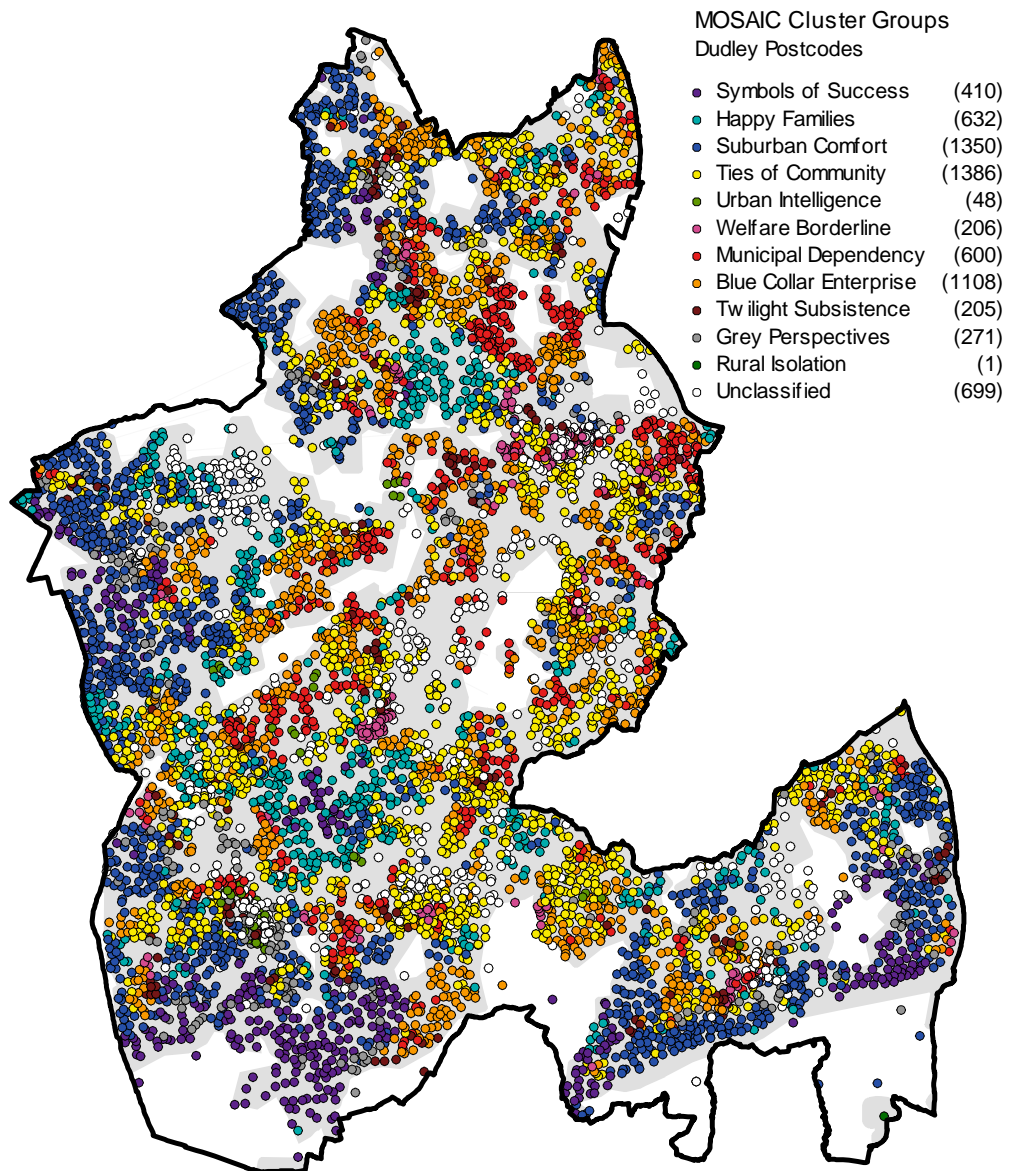 MOSAIC Cluster Groups
Dudley Postcodes
Symbols of Success (410)
Happy Families (632)
Suburban Comfort (1350)
Ties of Community (1386)
Urban Intelligence (48)
Welfare Borderline (206)
Municipal Dependency (600)
Blue Collar Enterprise (1108)
Twilight Subsistence (205)
Grey Perspectives (271)
Rural Isolation (1)
Unclassified (699)